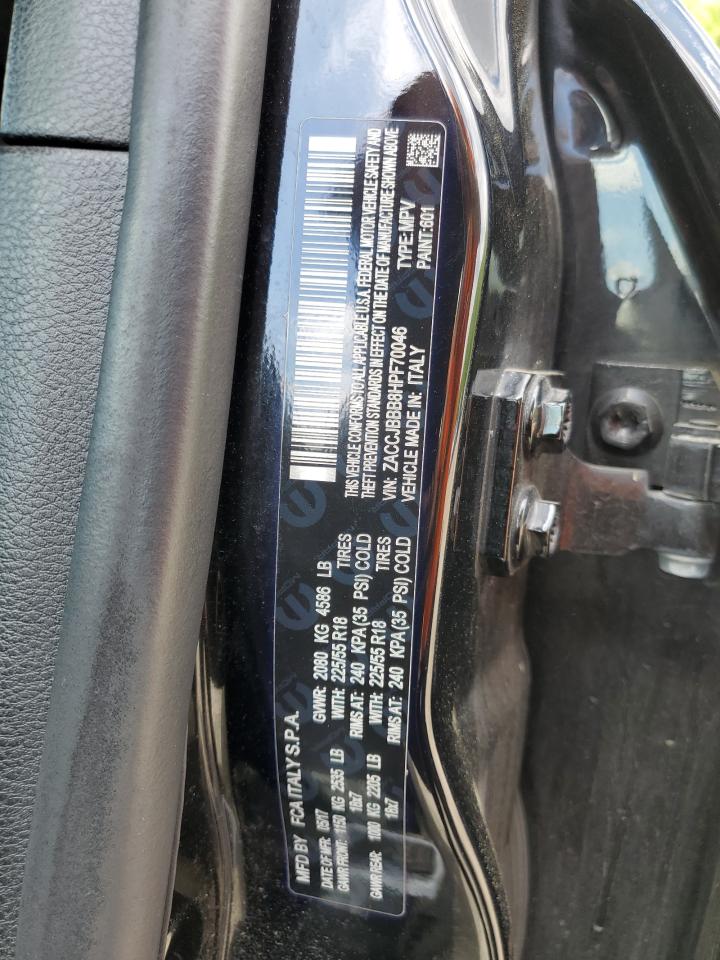 MFD BY FCA ITALY S.P.A.
DATE OF MFR: 0517 GVWR: 2080 KG 4586 LB
GAWR FRONT: 1150 KG 2535 LB WITH: 225/55 R18 TIRES
18x7 RIMS AT: 240 KPA(35 PSI) COLD
GAWR REAR: 1000 KG 2205 LB WITH: 225/55 R18 TIRES
18x7 RIMS AT: 240 KPA(35 PSI) COLD
THIS VEHICLE CONFORMS TO ALL APPLICABLE U.S.A. FEDERAL MOTOR VEHICLE SAFETY AND
THEFT PREVENTION STANDARDS IN EFFECT ON THE DATE OF MANUFACTURE SHOWN ABOVE
VIN: ZACCJBBB8HPF70046 TYPE: MPV
VEHICLE MADE IN: ITALY PAINT: 601